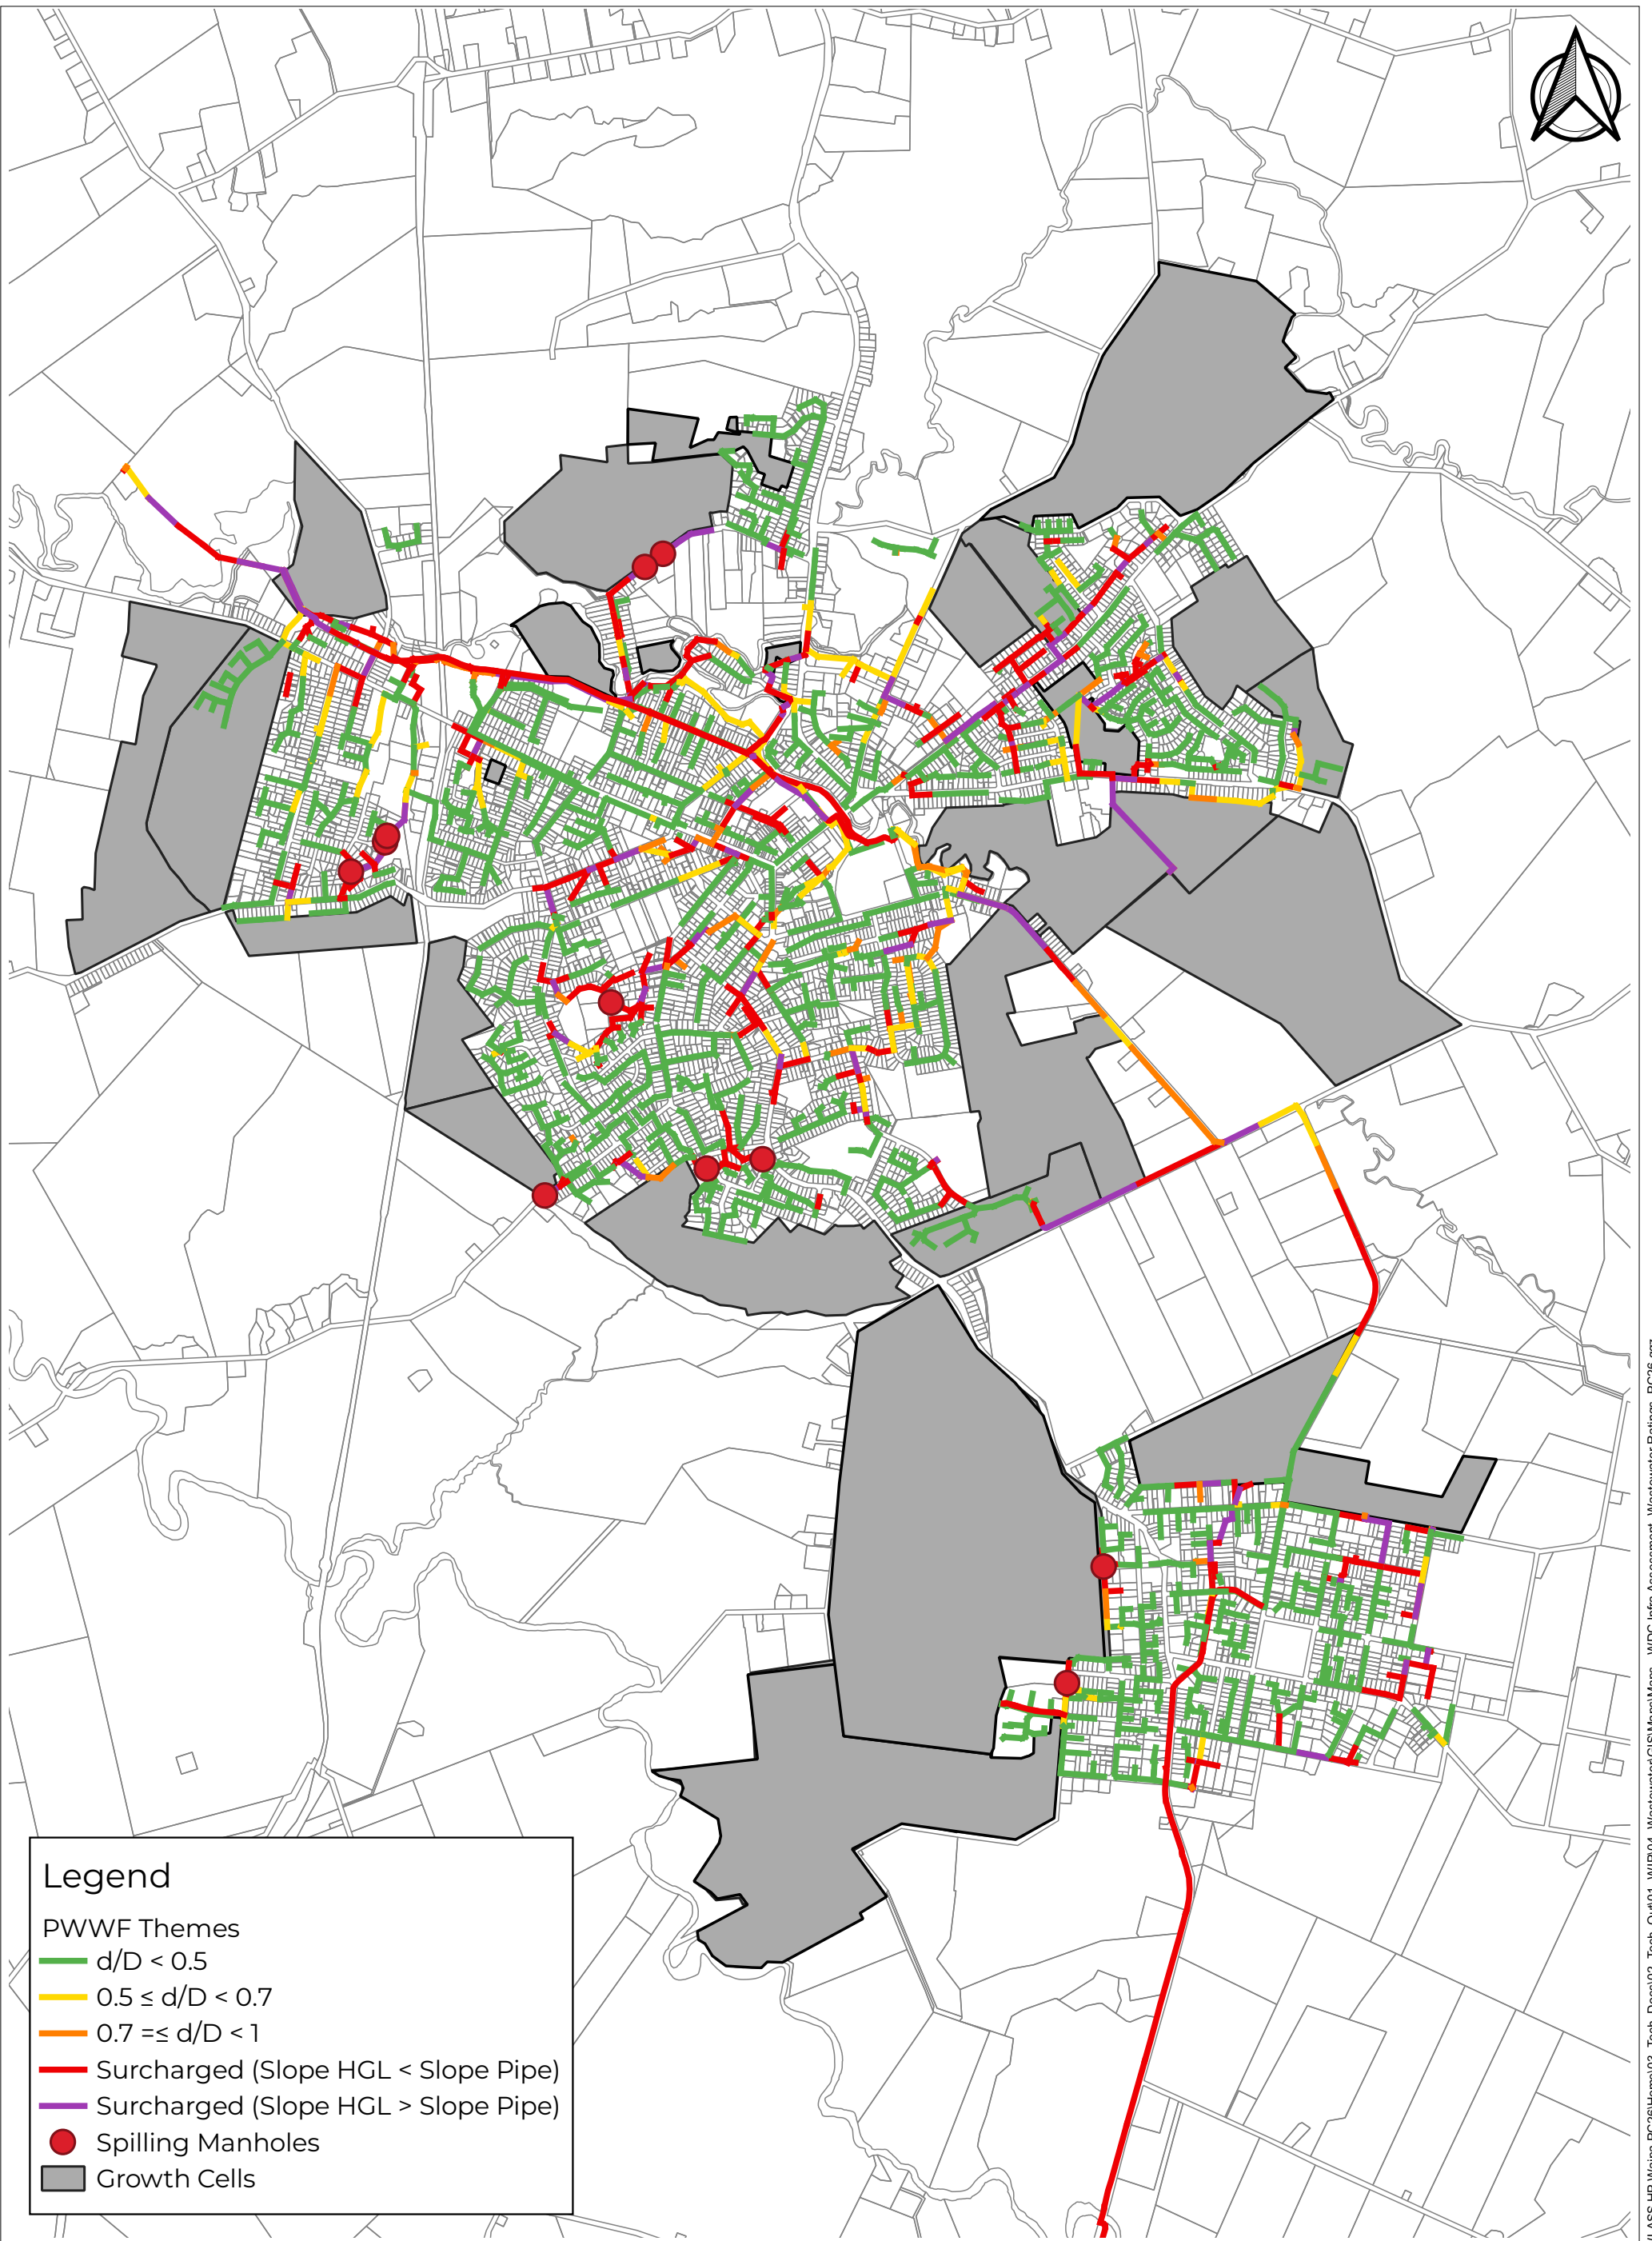 Legend
PWWF Themes
d/D < 0.5
0.5 ≤ d/D < 0.7
0.7 =≤ d/D < 1
Surcharged (Slope HGL < Slope Pipe)
Surcharged (Slope HGL > Slope Pipe)
Spilling Manholes
Growth Cells